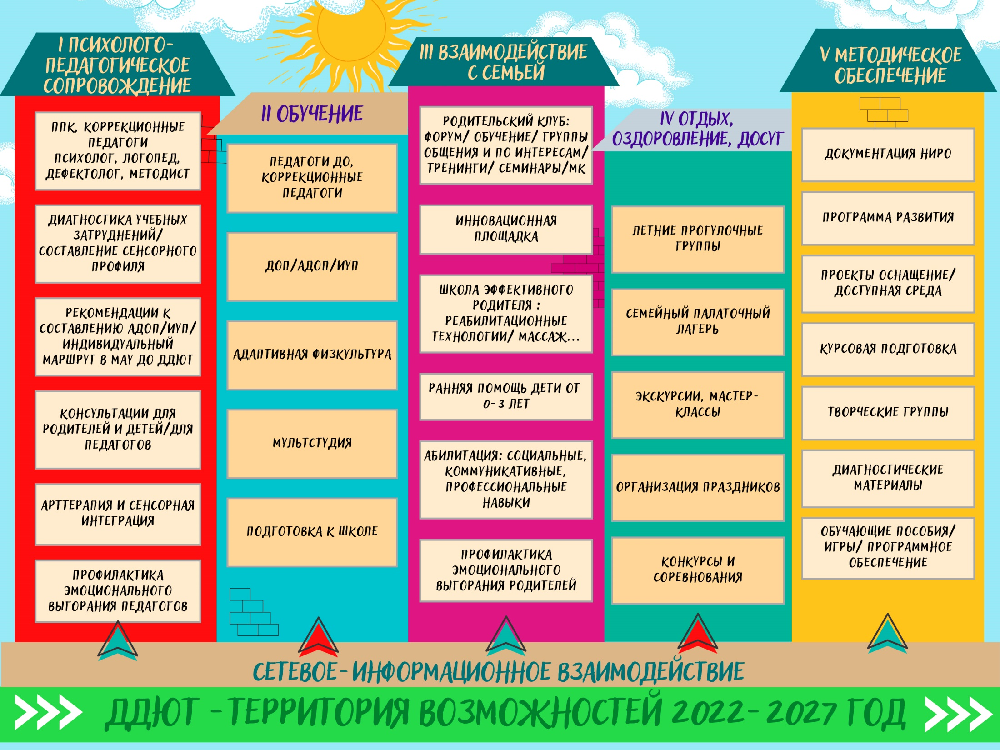 I ПСИХОЛОГО-
ПЕДАГОГИЧЕСКОЕ
СОПРОВОЖДЕНИЕ
ППК, КОРРЕКЦИОННЫЕ
ПЕДАГОГИ
ПСИХОЛОГ, ЛОГОПЕД,
ДЕФЕКТОЛОГ, МЕТОДИСТ
ДИАГНОСТИКА УЧЕБНЫХ
ЗАТРУДНЕНИЙ/
СОСТАВЛЕНИЕ СЕНСОРНОГО
ПРОФИЛЯ
РЕКОМЕНДАЦИИ К
СОСТАВЛЕНИЮ АДОП/ИУП/
ИНДИВИДУАЛЬНЫЙ
МАРШРУТ В МАУ ДО ДДЮТ
КОНСУЛЬТАЦИИ ДЛЯ
РОДИТЕЛЕЙ И ДЕТЕЙ/ДЛЯ
ПЕДАГОГОВ
АРТТЕРАПИЯ И СЕНСОРНАЯ
ИНТЕГРАЦИЯ
ПРОФИЛАКТИКА
ЭМОЦИОНАЛЬНОГО
ВЫГОРАНИЯ ПЕДАГОГОВ
II ОБУЧЕНИЕ
ПЕДАГОГИ ДО,
КОРРЕКЦИОННЫЕ
ПЕДАГОГИ
ДОП/АДОП/ИУП
АДАПТИВНАЯ ФИЗКУЛЬТУРА
МУЛЬТСТУДИЯ
ПОДГОТОВКА К ШКОЛЕ
III ВЗАИМОДЕЙСТВИЕ
С СЕМЬЕЙ
РОДИТЕЛЬСКИЙ КЛУБ:
ФОРУМ/ ОБУЧЕНИЕ/ ГРУППЫ
ОБЩЕНИЯ И ПО ИНТЕРЕСАМ/
ТРЕНИНГИ/ СЕМИНАРЫ/МК
ИННОВАЦИОННАЯ
ПЛОЩАДКА
ШКОЛА ЭФФЕКТИВНОГО
РОДИТЕЛЯ :
РЕАБИЛИТАЦИОННЫЕ
ТЕХНОЛОГИИ/ МАССАЖ...
РАННЯЯ ПОМОЩЬ ДЕТИ ОТ
0- 3 ЛЕТ
АБИЛИТАЦИЯ: СОЦИАЛЬНЫЕ,
КОММУНИКАТИВНЫЕ,
ПРОФЕССИОНАЛЬНЫЕ
НАВЫКИ
ПРОФИЛАКТИКА
ЭМОЦИОНАЛЬНОГО
ВЫГОРАНИЯ РОДИТЕЛЕЙ
IV ОТДЫХ,
ОЗДОРОВЛЕНИЕ, ДОСУГ
ЛЕТНИЕ ПРОГУЛОЧНЫЕ
ГРУППЫ
СЕМЕЙНЫЙ ПАЛАТОЧНЫЙ
ЛАГЕРЬ
ЭКСКУРСИИ, МАСТЕР-
КЛАССЫ
ОРГАНИЗАЦИЯ ПРАЗДНИКОВ
КОНКУРСЫ И
СОРЕВНОВАНИЯ
V МЕТОДИЧЕСКОЕ
ОБЕСПЕЧЕНИЕ
ДОКУМЕНТАЦИЯ НИРО
ПРОГРАММА РАЗВИТИЯ
ПРОЕКТЫ ОСНАЩЕНИЕ/
ДОСТУПНАЯ СРЕДА
КУРСОВАЯ ПОДГОТОВКА
ТВОРЧЕСКИЕ ГРУППЫ
ДИАГНОСТИЧЕСКИЕ
МАТЕРИАЛЫ
ОБУЧАЮЩИЕ ПОСОБИЯ/
ИГРЫ/ ПРОГРАММНОЕ
ОБЕСПЕЧЕНИЕ
СЕТЕВОЕ- ИНФОРМАЦИОННОЕ ВЗАИМОДЕЙСТВИЕ
ДДЮТ - ТЕРРИТОРИЯ ВОЗМОЖНОСТЕЙ 2022- 2027 ГОД